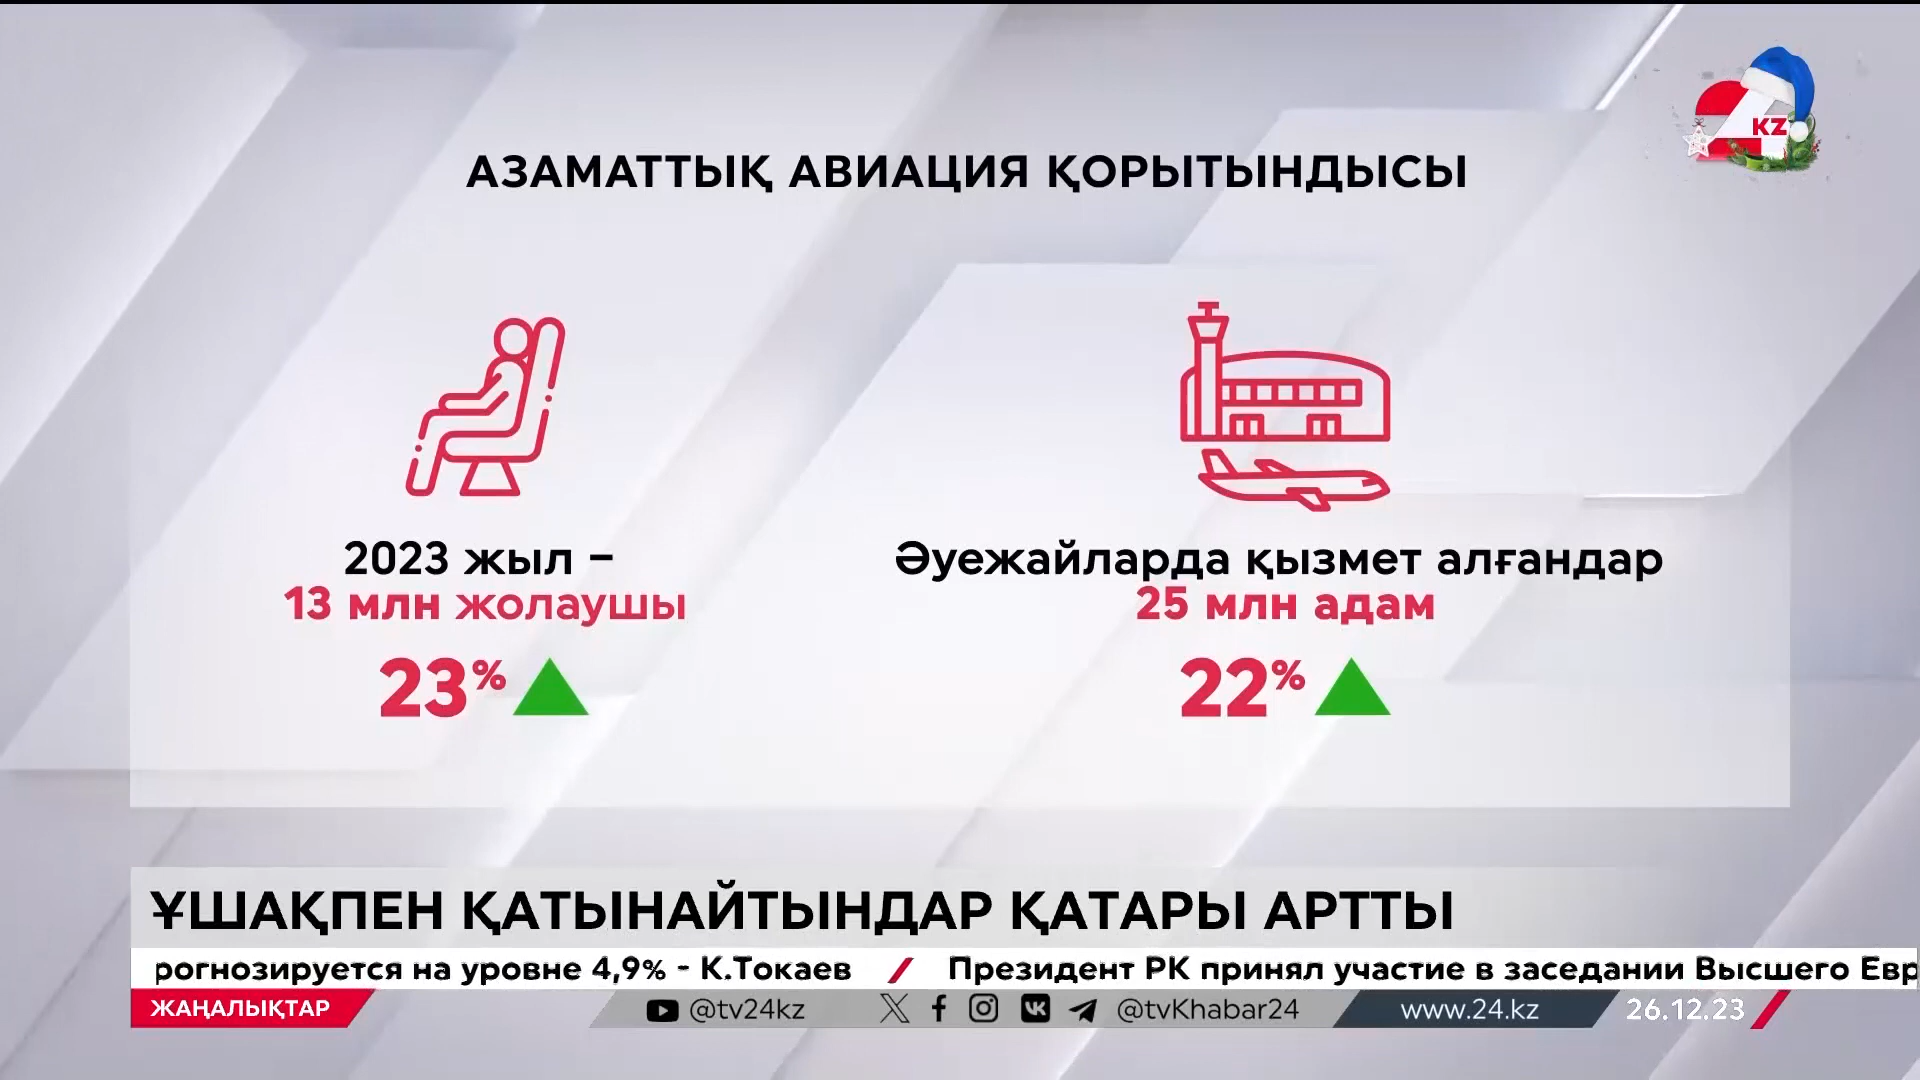 KZ
АЗАМАТТЫҚ АВИАЦИЯ ҚОРЫТЫНДЫСЫ
2023 жыл –
13 млн жолаушы
23%
Әуежайларда қызмет алғандар
25 млн адам
22%
ҰШАҚПЕН ҚАТЫНАЙТЫНДАР ҚАТАРЫ АРТТЫ
рогнозируется на уровне 4,9% - К.Токаев / Президент РК принял участие в заседании Высшего Евр
ЖАҢАЛЫҚТАР
@tv24kz
@tvKhabar24
www.24.kz
26.12.23